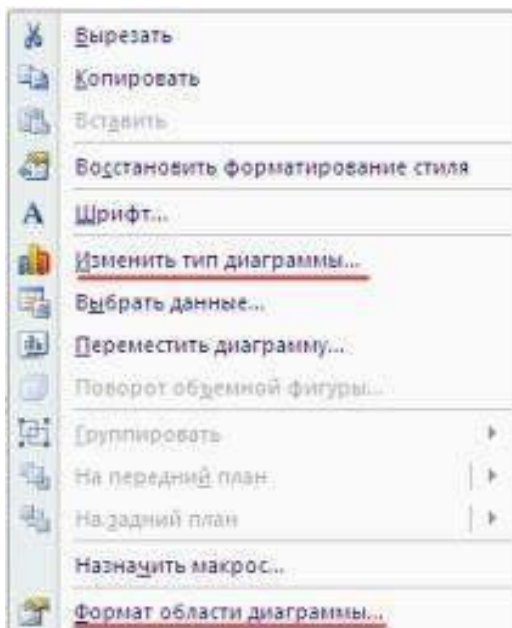 Вырезать
Копировать
Вставить
Восстановить форматирование стиля
Шрифт...
Изменить тип диаграммы...
Выбрать данные...
Переместить диаграмму...
Поворот объемной фигуры...
Группировать
На передний план
На задний план
Назначить макрос...
Формат области диаграммы...